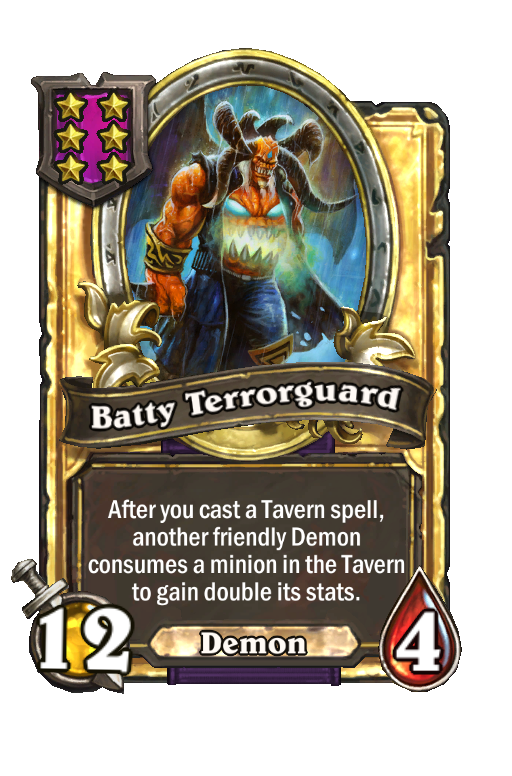 Batty Terrorguard
After you cast a Tavern spell,
another friendly Demon
consumes a minion in the Tavern
to gain double its stats.
12
Demon
4